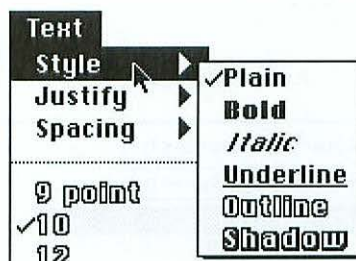 Text
Style
Justify
Spacing
9 point
✓10
12
✓Plain
Bold
Italic
Underline
Outline
Shadow